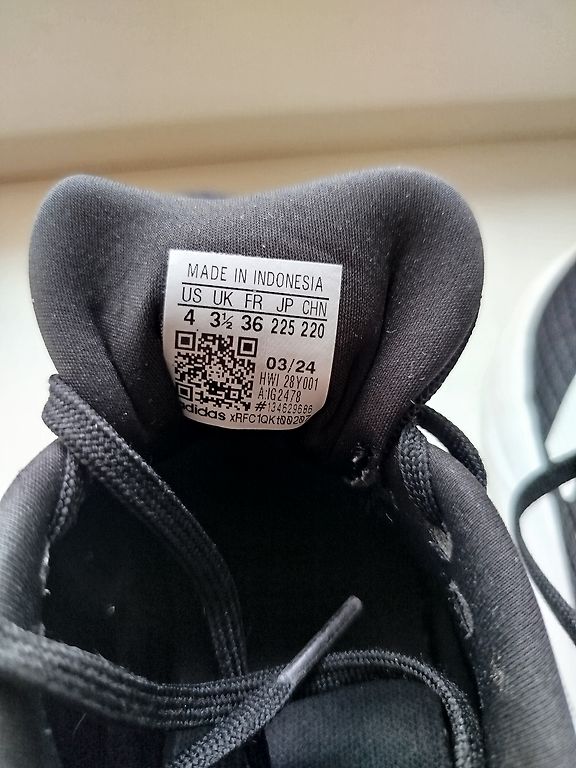 MADE IN INDONESIA
US UK FR JP CHN
4 3½ 36 225 220
03/24
HWI 28Y001
A:IG2478
#134629686
adidas